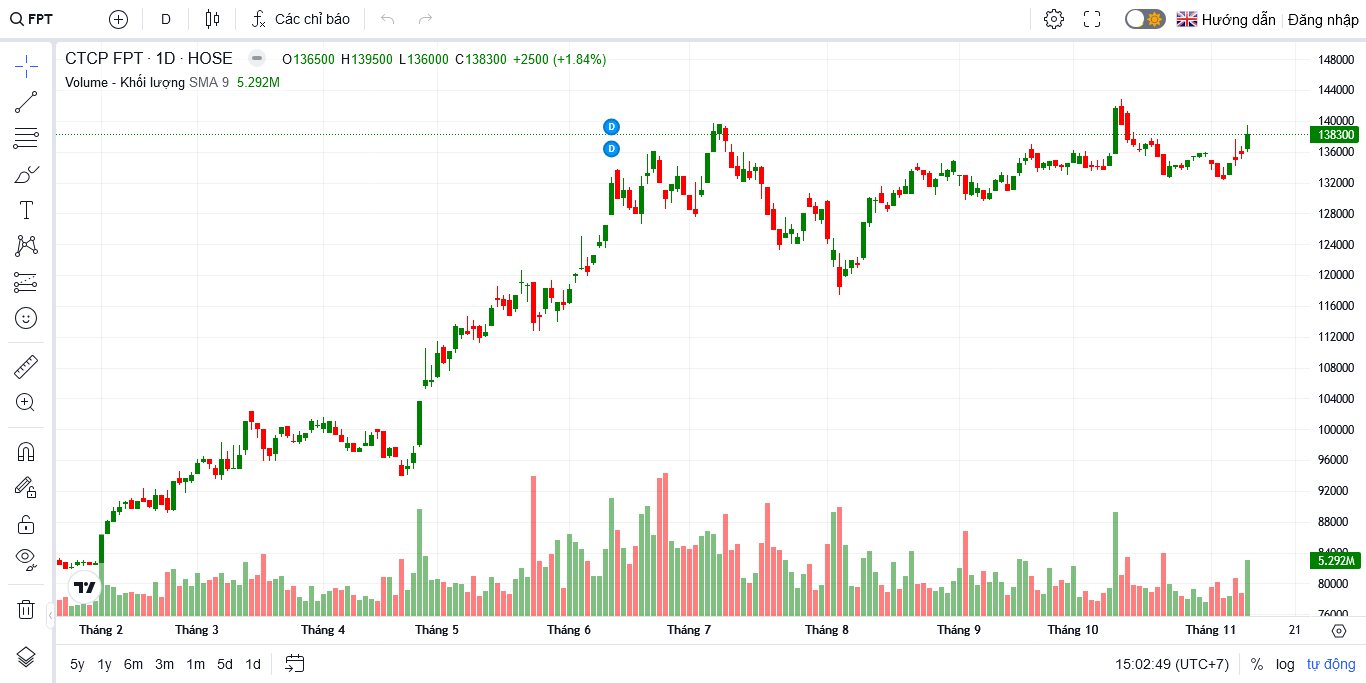 FPT D Các chỉ báo Hướng dẫn Đăng nhập
CTCP FPT · 1D · HOSE O136500 H139500 L136000 C138300 +2500 (+1.84%)
Volume - Khối lượng SMA 9 5.292M
D
D
148000
144000
140000
138300
136000
132000
128000
124000
120000
116000
112000
108000
104000
100000
96000
92000
88000
84000
5.292M
80000
76000
Tháng 2 Tháng 3 Tháng 4 Tháng 5 Tháng 6 Tháng 7 Tháng 8 Tháng 9 Tháng 10 Tháng 11 21
5y 1y 6m 3m 1m 5d 1d 15:02:49 (UTC+7) % log tự động